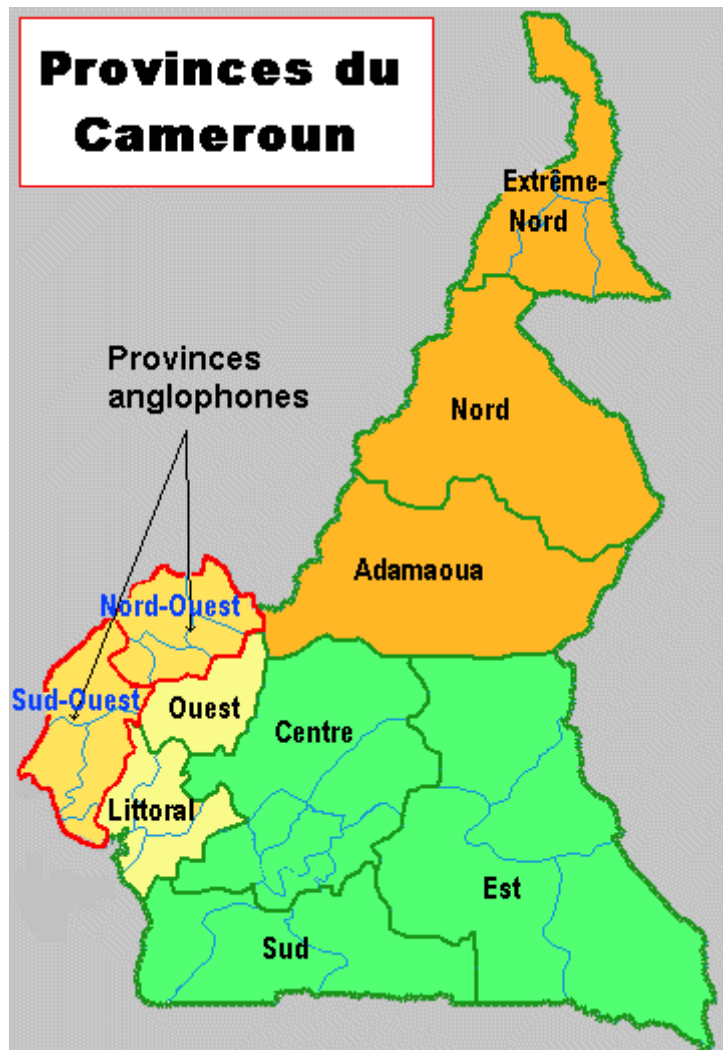 Provinces du
Cameroun
Extrême-
Nord
Nord
Provinces
anglophones
Adamaoua
Nord-Ouest
Sud-Ouest
Ouest
Centre
Littoral
Est
Sud